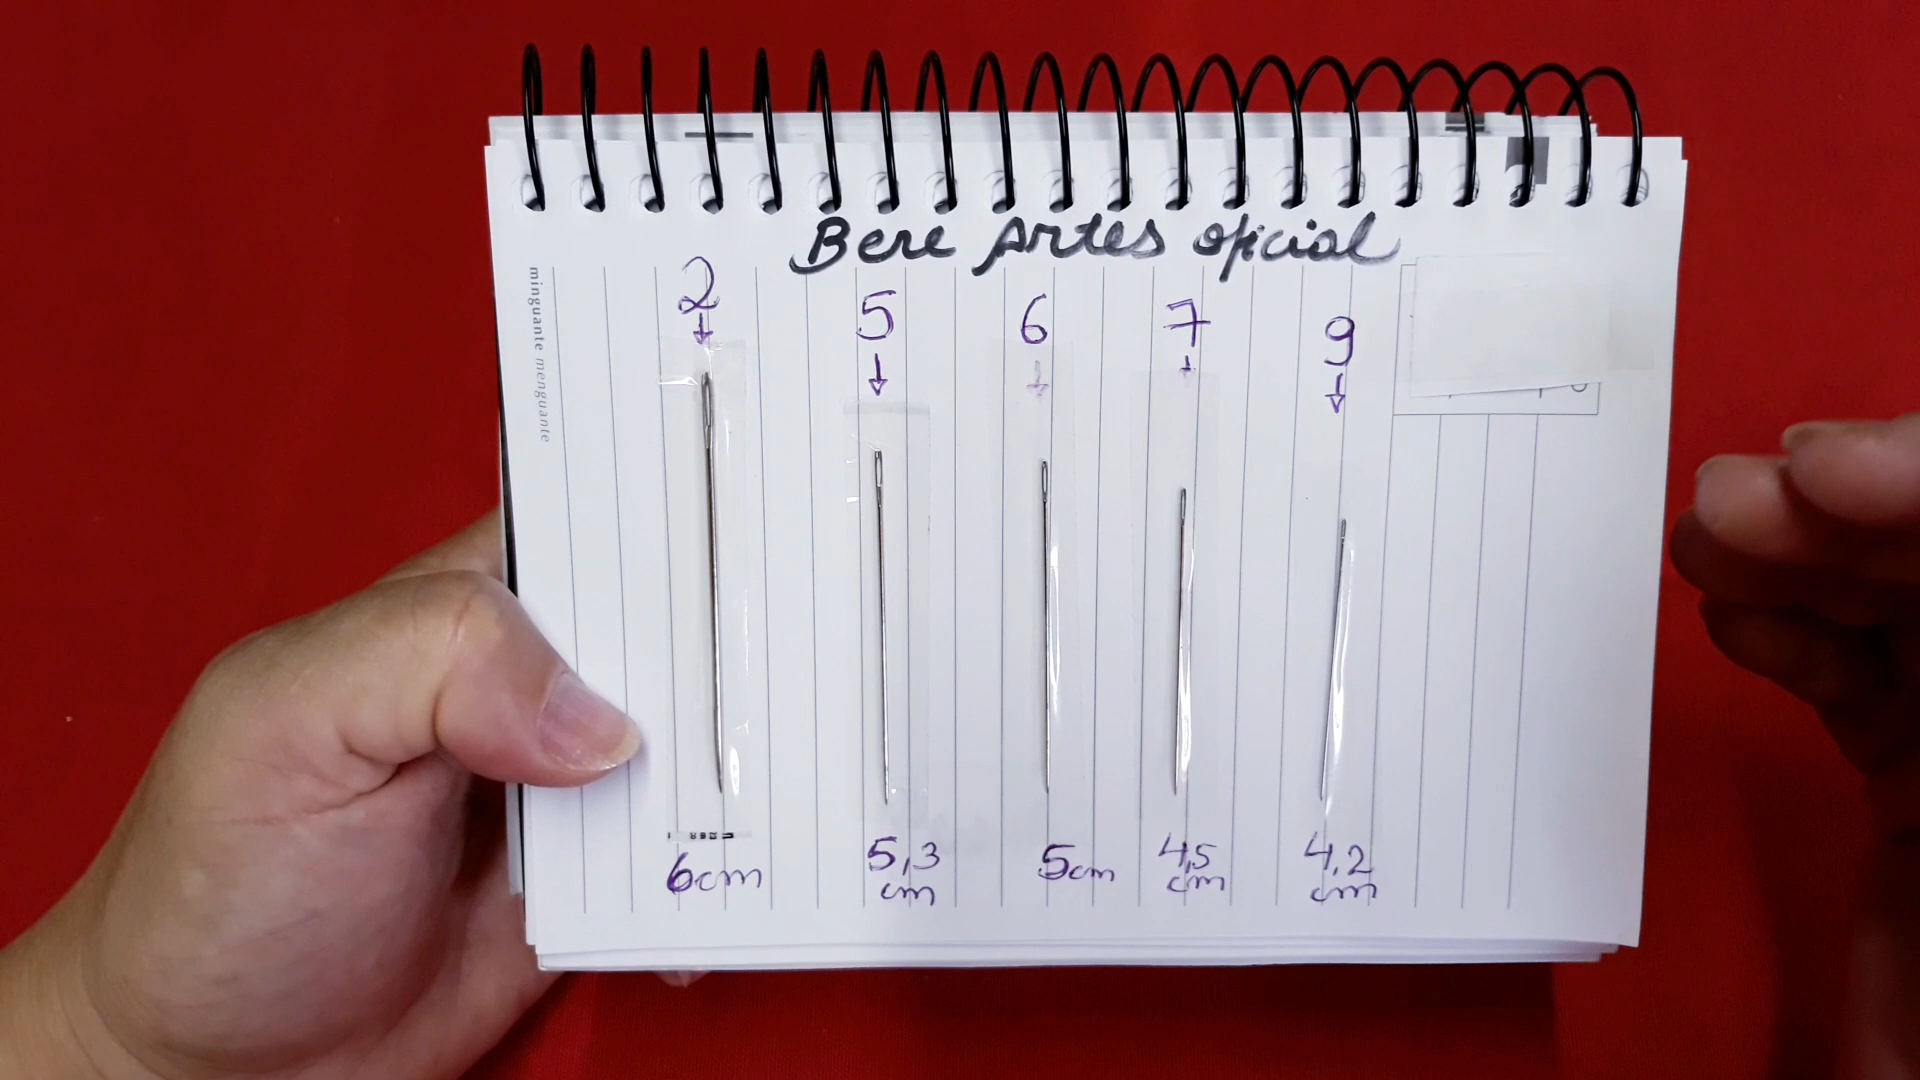 Bere Artes oficial
2 5 6 7 9
6cm 5,3 cm 5cm 4,5 cm 4,2 cm
minguante menguante